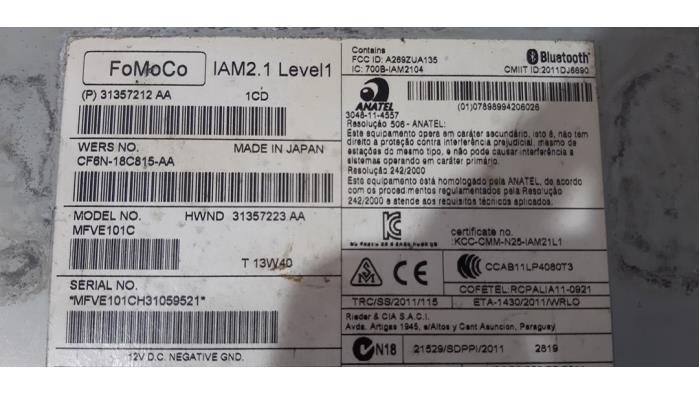 FoMoCo IAM2.1 Level1
(P) 31357212 AA 1CD
WERS NO. MADE IN JAPAN
CF6N-18C815-AA
MODEL NO. HWND 31357223 AA
MFVE101C
T 13W40
SERIAL NO.
*MFVE101CH31059521*
12V D.C. NEGATIVE GND.
Contains
FCC ID: A269ZUA135
IC: 700B-IAM2104
Bluetooth®
CMIIT ID:2011DJ6690
ANATEL
3048-11-4557
(01)07898994206026
Resolução 506 - ANATEL:
Este equipamento opera em caráter secundário, isto é, não tem
direito à proteção contra interferência prejudicial, mesmo de
estações do mesmo tipo, e não pode causar interferência a
sistemas operando em caráter primário.
Resolução 242/2000
Este equipamento está homologado pela ANATEL, de acordo
com os procedimentos regulamentados pela Resolução
242/2000 e atende aos requisitos técnicos aplicados.
certificate no.
:KCC-CMM-N25-IAM21L1
CE
CCAB11LP4080T3
COFETEL:RCPALIA11-0921
TRC/SS/2011/115 ETA-1430/2011/WRLO
Rieder & CIA S.A.C.I.
Avda. Artigas 1945, e/Altos y Cent Asuncion, Paraguay
N18 21529/SDPPI/2011 2819